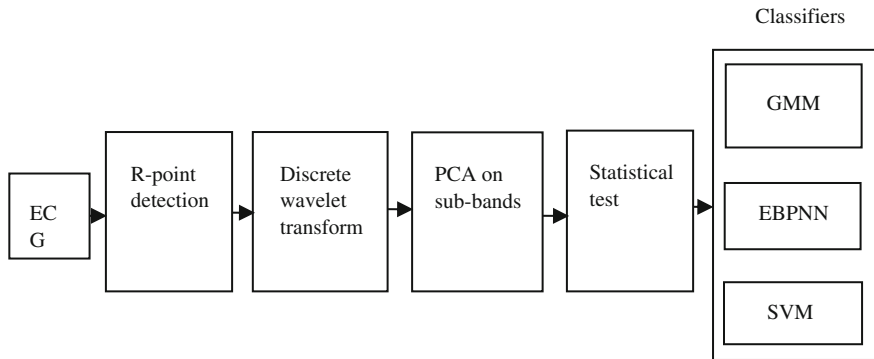 Classifiers
EC
G
R-point
detection
Discrete
wavelet
transform
PCA on
sub-bands
Statistical
test
GMM
EBPNN
SVM